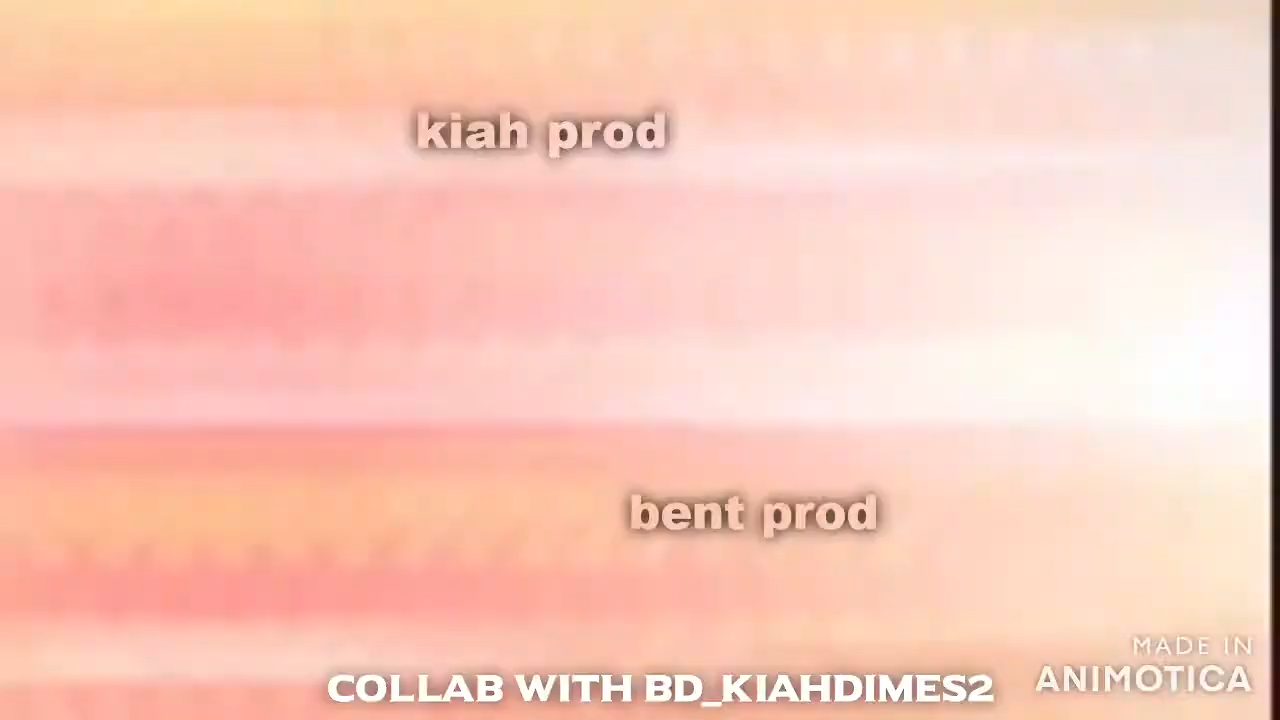 kiah prod
bent prod
MADE IN
ANIMOTICA
COLLAB WITH BD_KIAHDIMES2